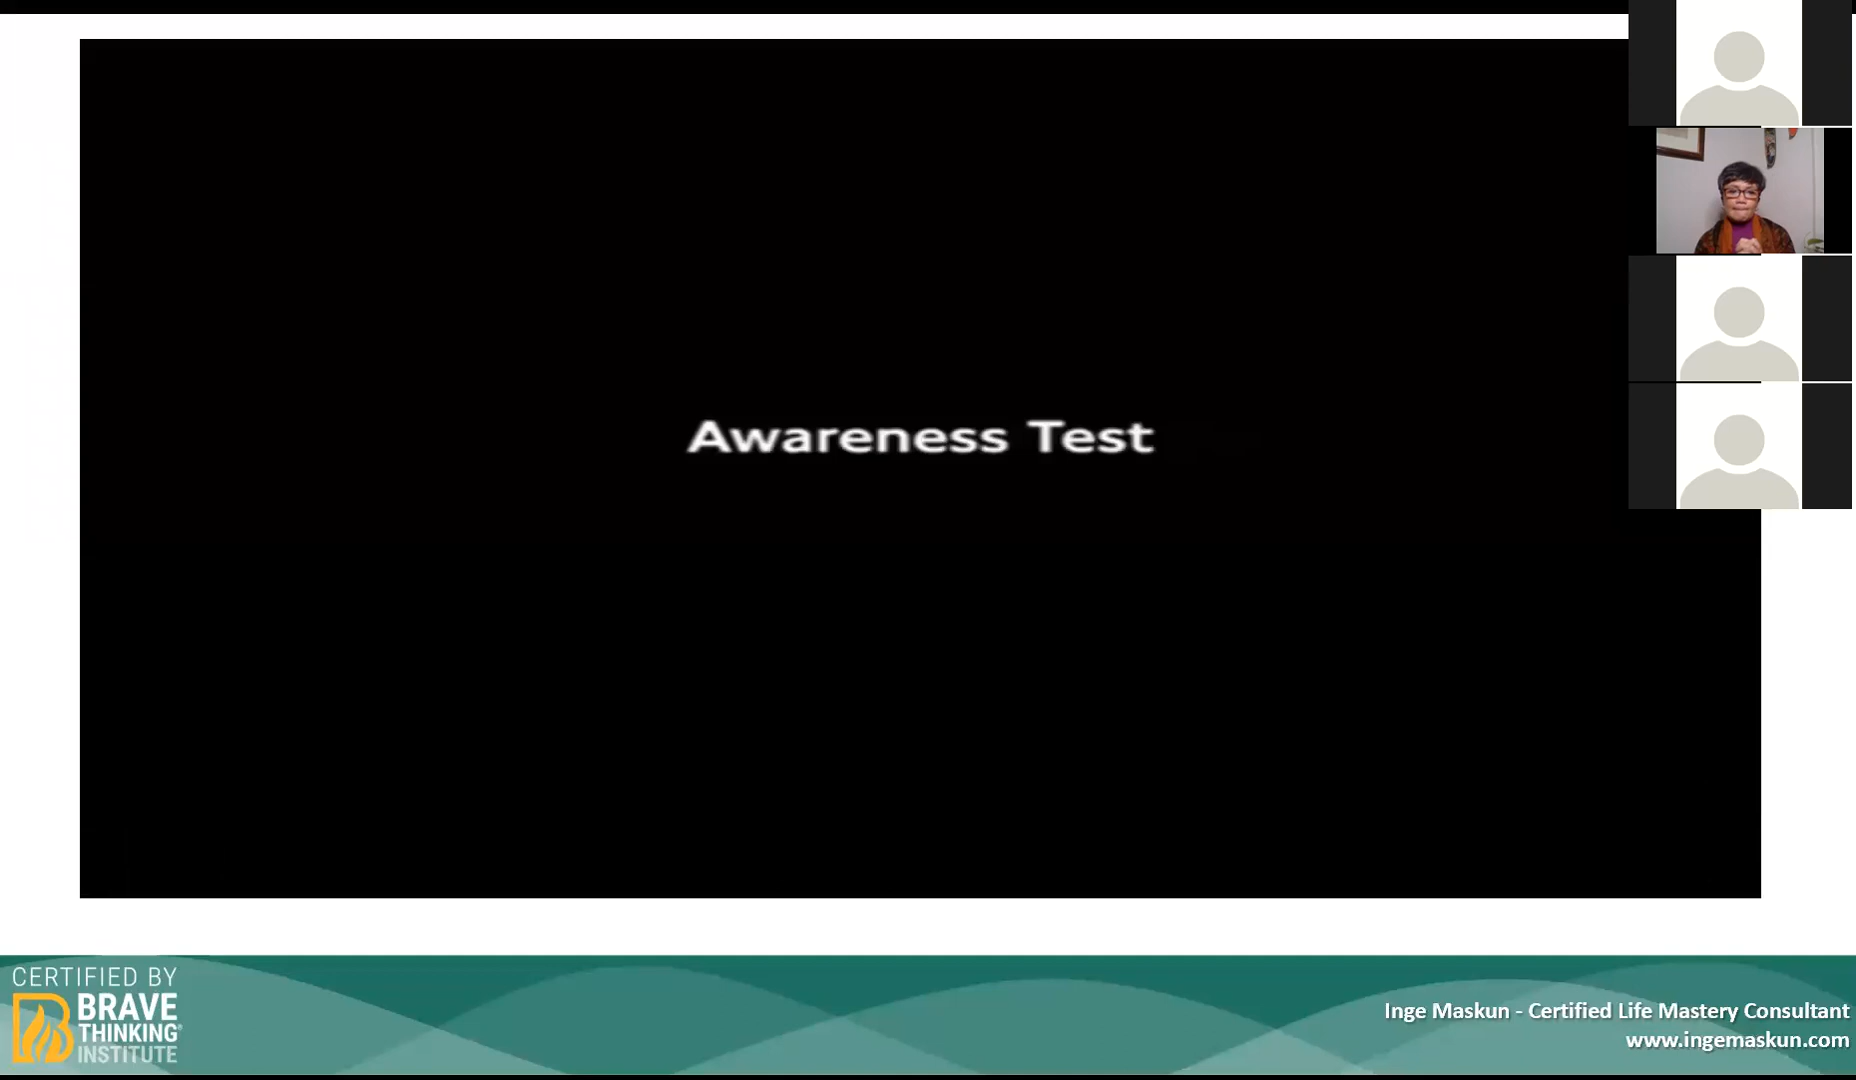 Awareness Test
CERTIFIED BY
BRAVE
THINKING®
INSTITUTE
Inge Maskun - Certified Life Mastery Consultant
www.ingemaskun.com